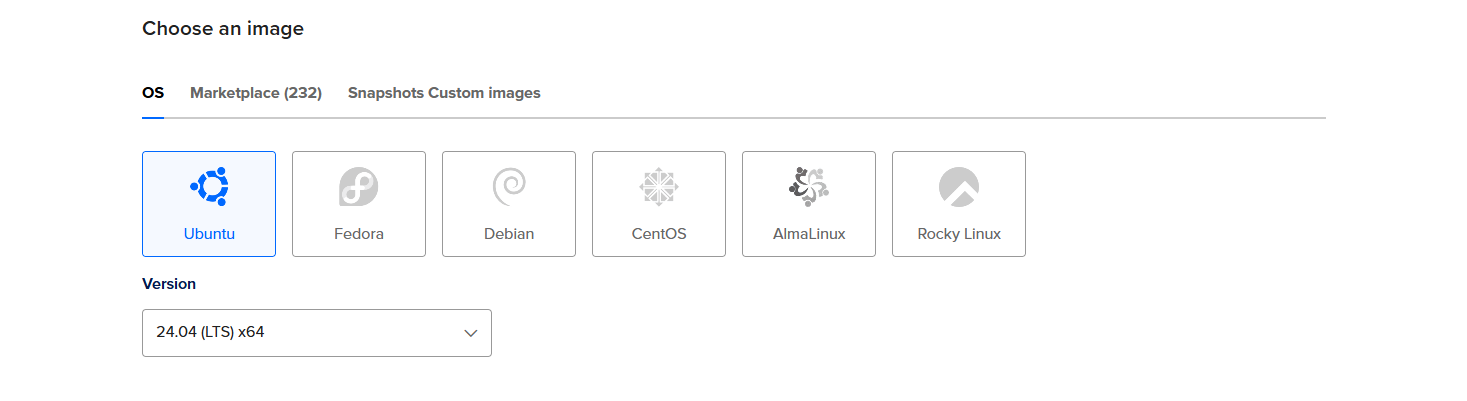 Choose an image
OS Marketplace (232) Snapshots Custom images
Ubuntu Fedora Debian CentOS AlmaLinux Rocky Linux
Version
24.04 (LTS) x64